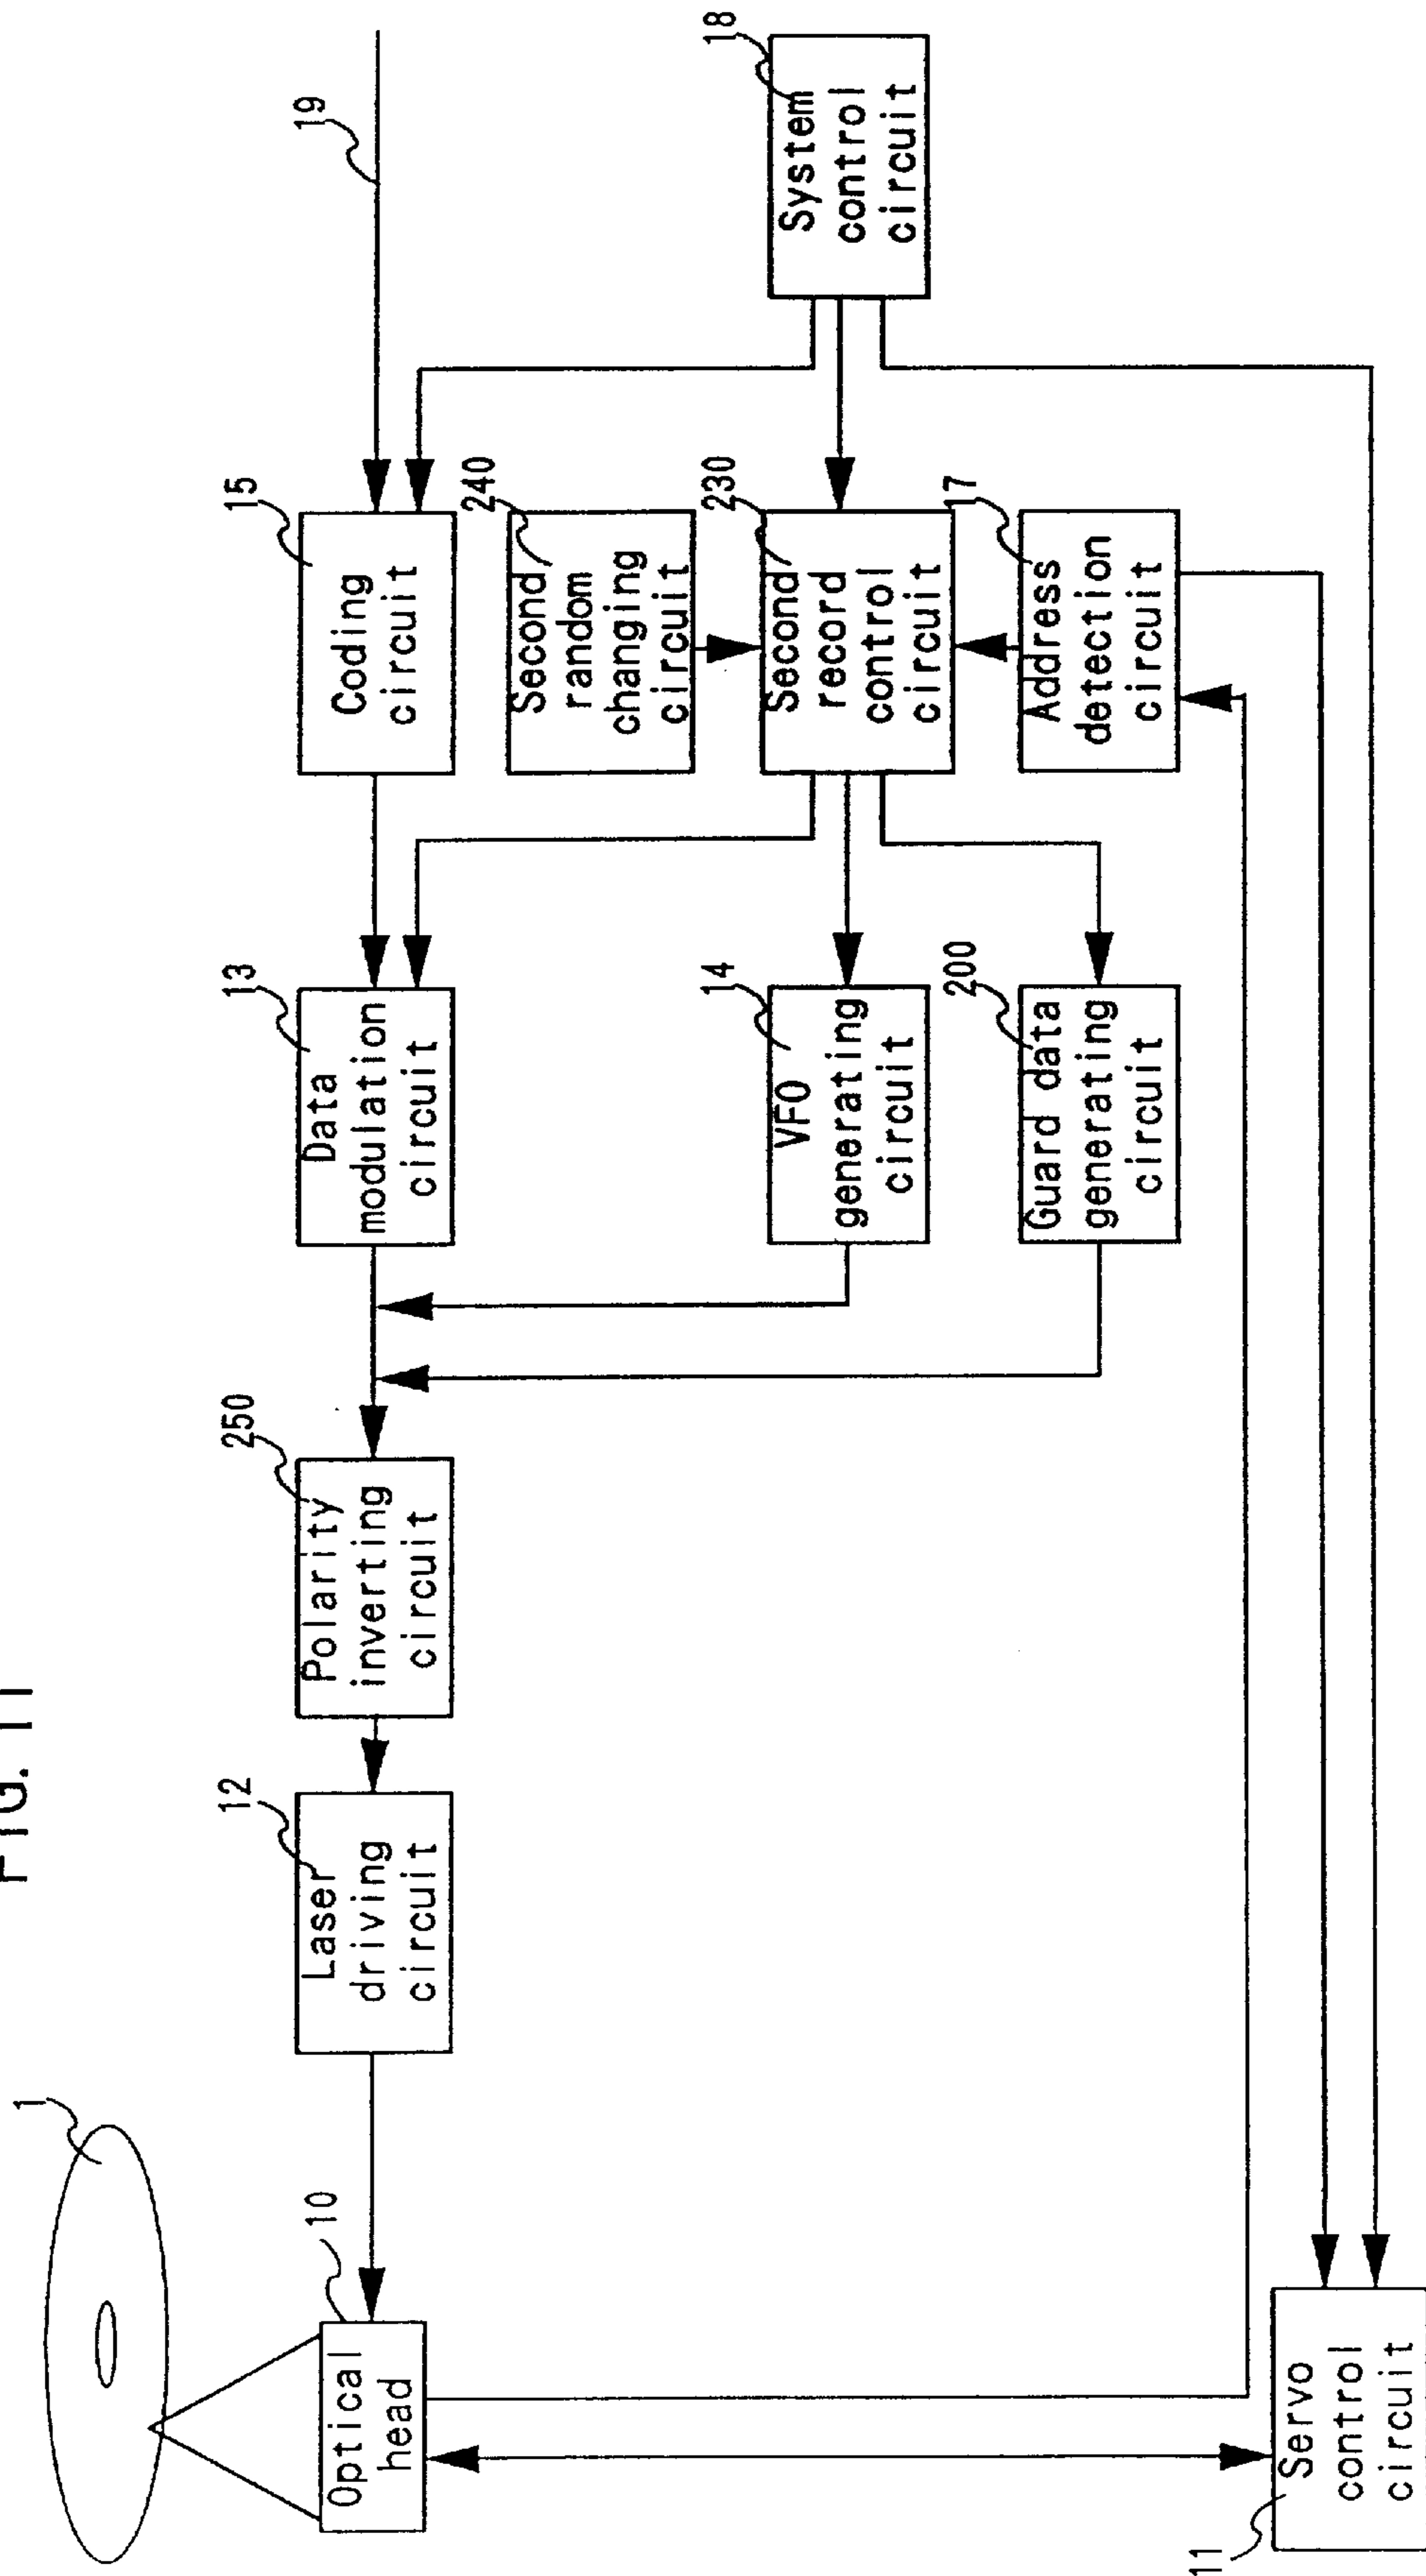 FIG. 11
1
10
Optical
head
12
Laser
driving
circuit
250
Polarity
inverting
circuit
13
Data
modulation
circuit
15
Coding
circuit
19
14
VFO
generating
circuit
200
Guard data
generating
circuit
240
Second
random
changing
circuit
230
Second
record
control
circuit
17
Address
detection
circuit
18
System
control
circuit
11
Servo
control
circuit